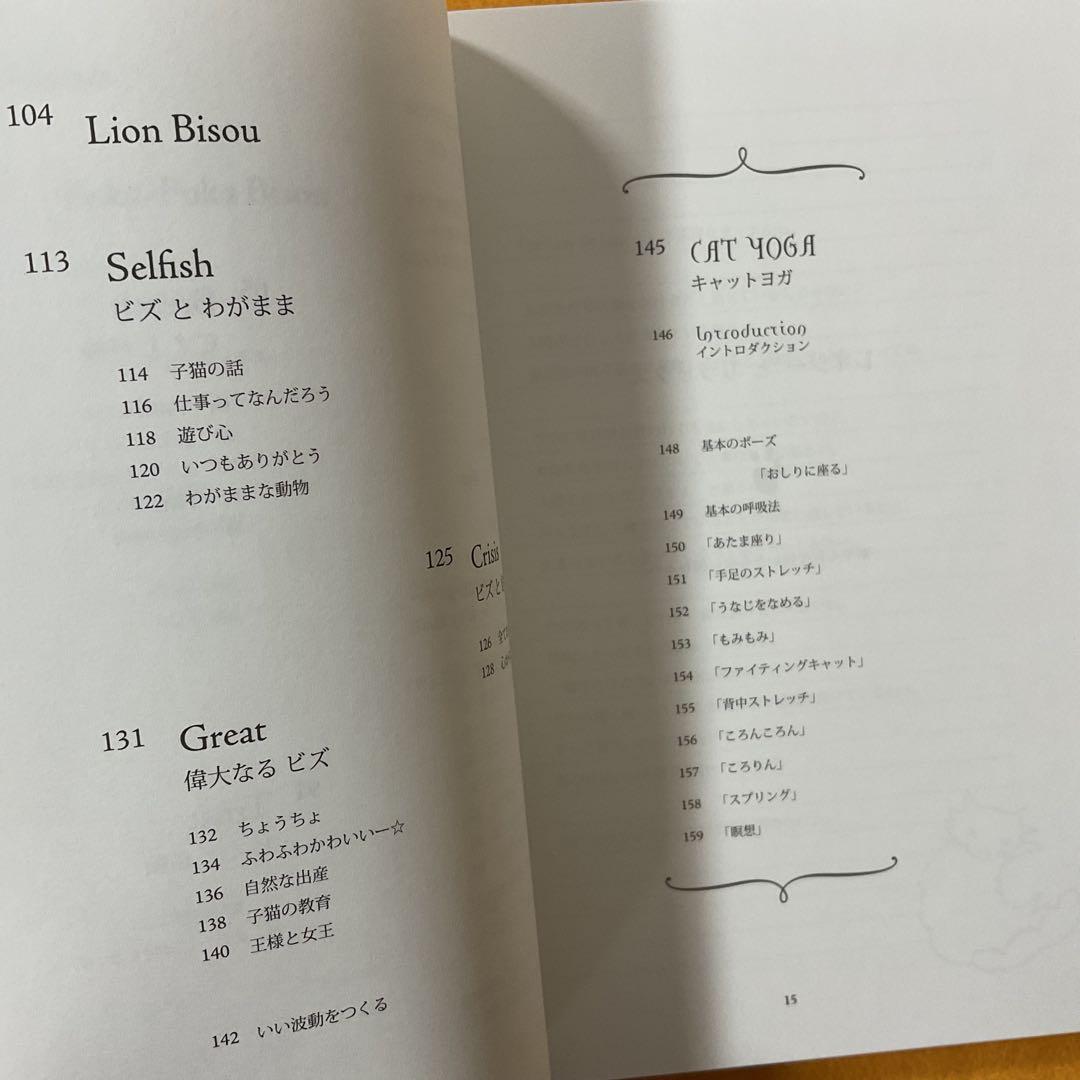 104 Lion Bisou
113 Selfish
ビズ と わがまま
114 子猫の話
116 仕事ってなんだろう
118 遊び心
120 いつもありがとう
122 わがままな動物
125 Crisis
ビズ と
126 全て
128
131 Great
偉大なる ビズ
132 ちょうちょ
134 ふわふわかわいいー☆
136 自然な出産
138 子猫の教育
140 王様と女王
142 いい波動をつくる
145 CAT YOGA
キャットヨガ
146 Introduction
イントロダクション
148 基本のポーズ
「おしりに座る」
149 基本の呼吸法
150 「あたま座り」
151 「手足のストレッチ」
152 「うなじをなめる」
153 「もみもみ」
154 「ファイティングキャット」
155 「背中ストレッチ」
156 「ころんころん」
157 「ころりん」
158 「スプリング」
159 「瞑想」
15